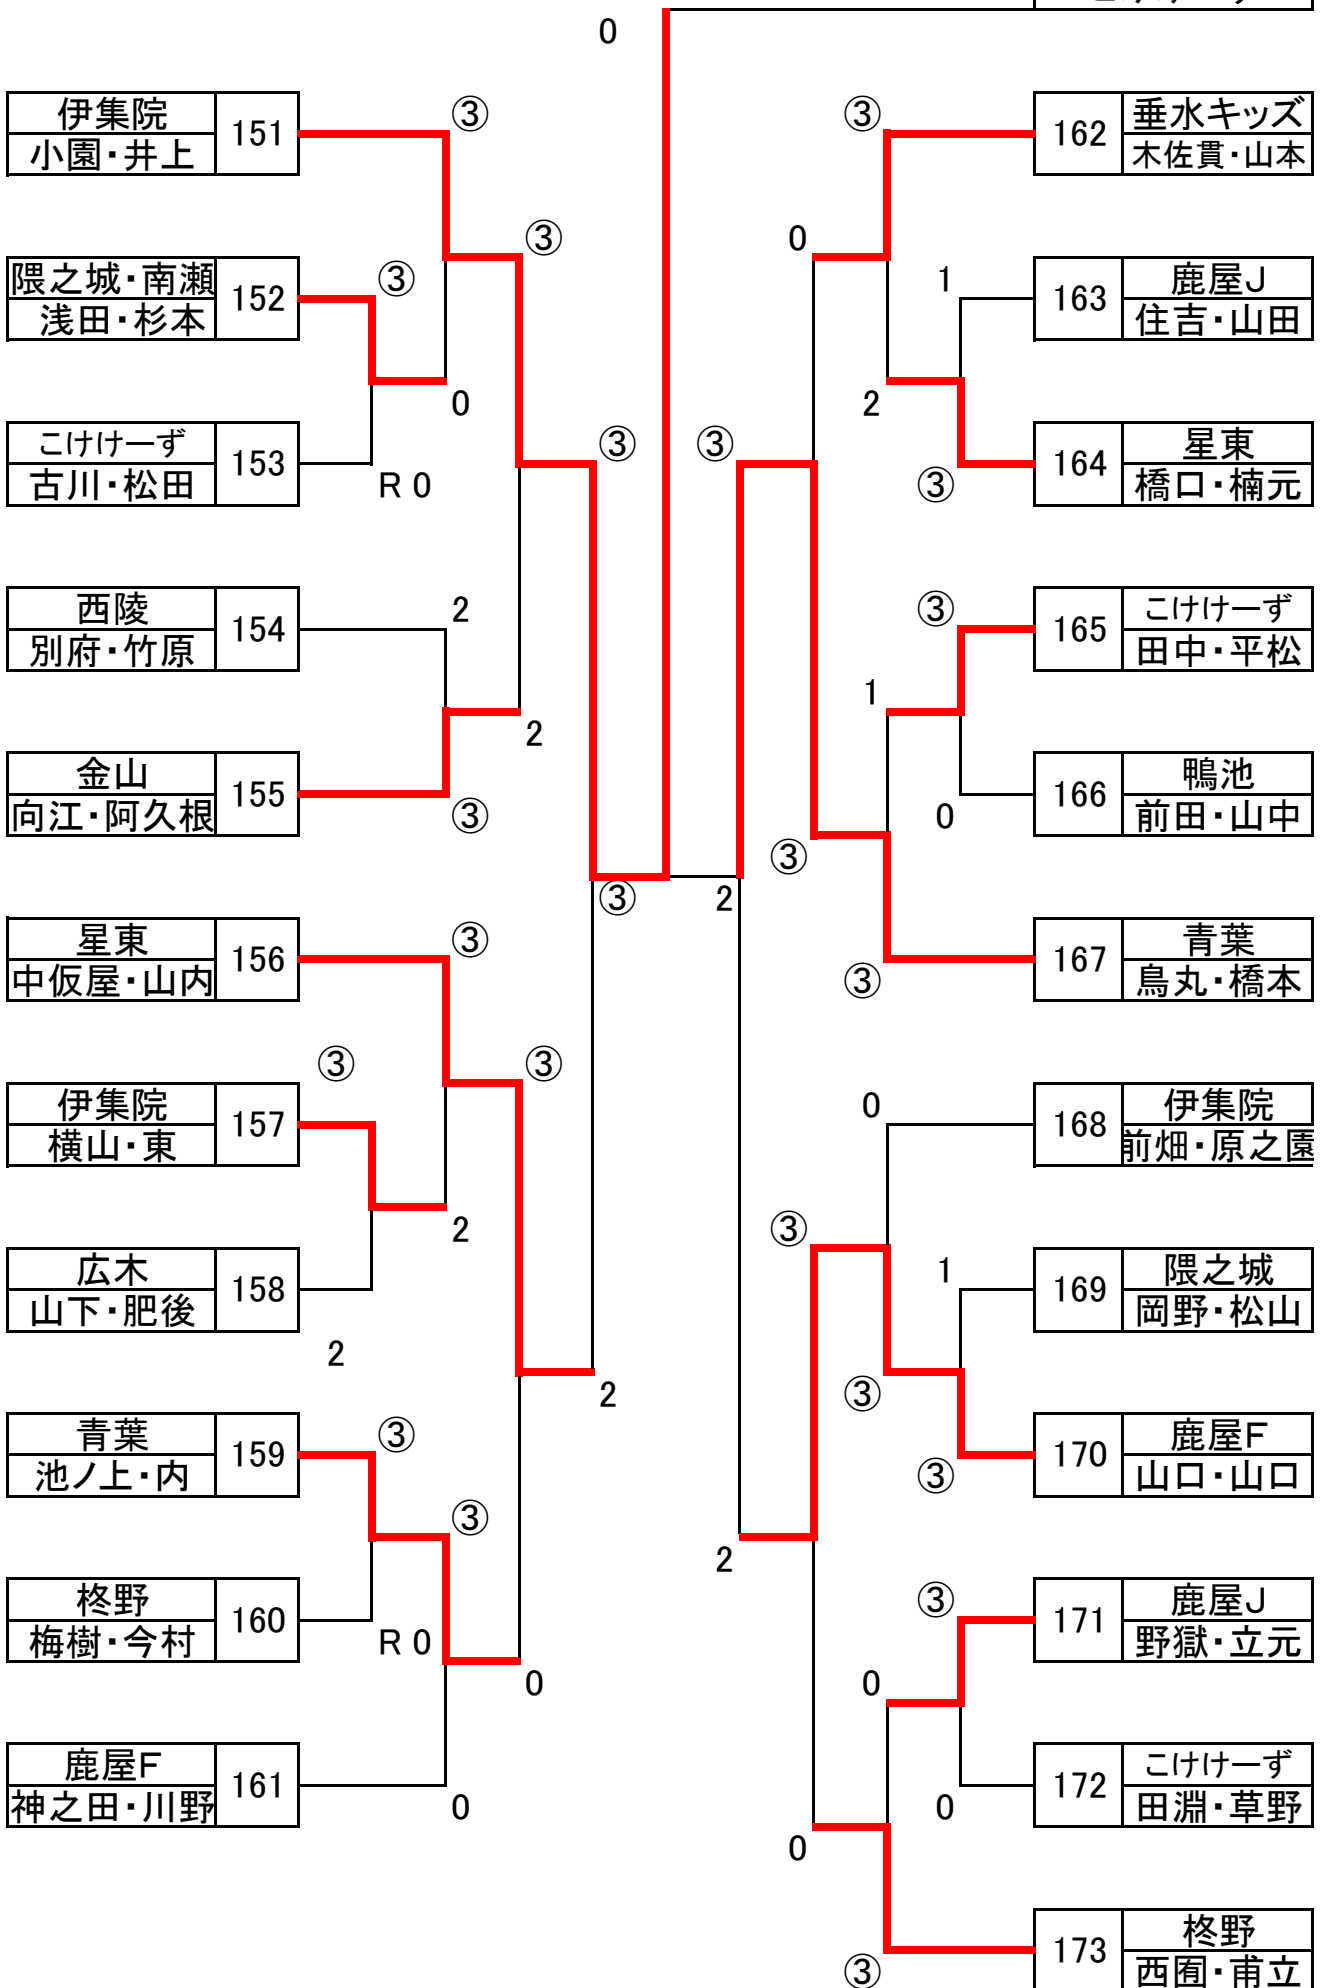 0
伊集院
151
小園・井上
③
隈之城・南瀬
152
浅田・杉本
③
③
0
こけけーず
153
古川・松田
R 0
③
西陵
154
別府・竹原
2
2
金山
155
向江・阿久根
③
③
星東
156
中仮屋・山内
③
③
伊集院
157
横山・東
③
2
広木
158
山下・肥後
2
2
青葉
159
池ノ上・内
③
③
柊野
160
梅樹・今村
R 0
0
鹿屋F
161
神之田・川野
0
③
162
垂水キッズ
木佐貫・山本
0
1
163
鹿屋J
住吉・山田
2
③
③
164
星東
橋口・楠元
③
165
こけけーず
田中・平松
1
166
鴨池
前田・山中
0
③
2
167
青葉
鳥丸・橋本
③
0
168
伊集院
前畑・原之園
③
1
169
隈之城
岡野・松山
③
170
鹿屋F
山口・山口
③
2
③
171
鹿屋J
野獄・立元
0
172
こけけーず
田淵・草野
0
0
173
柊野
西囿・甫立
③